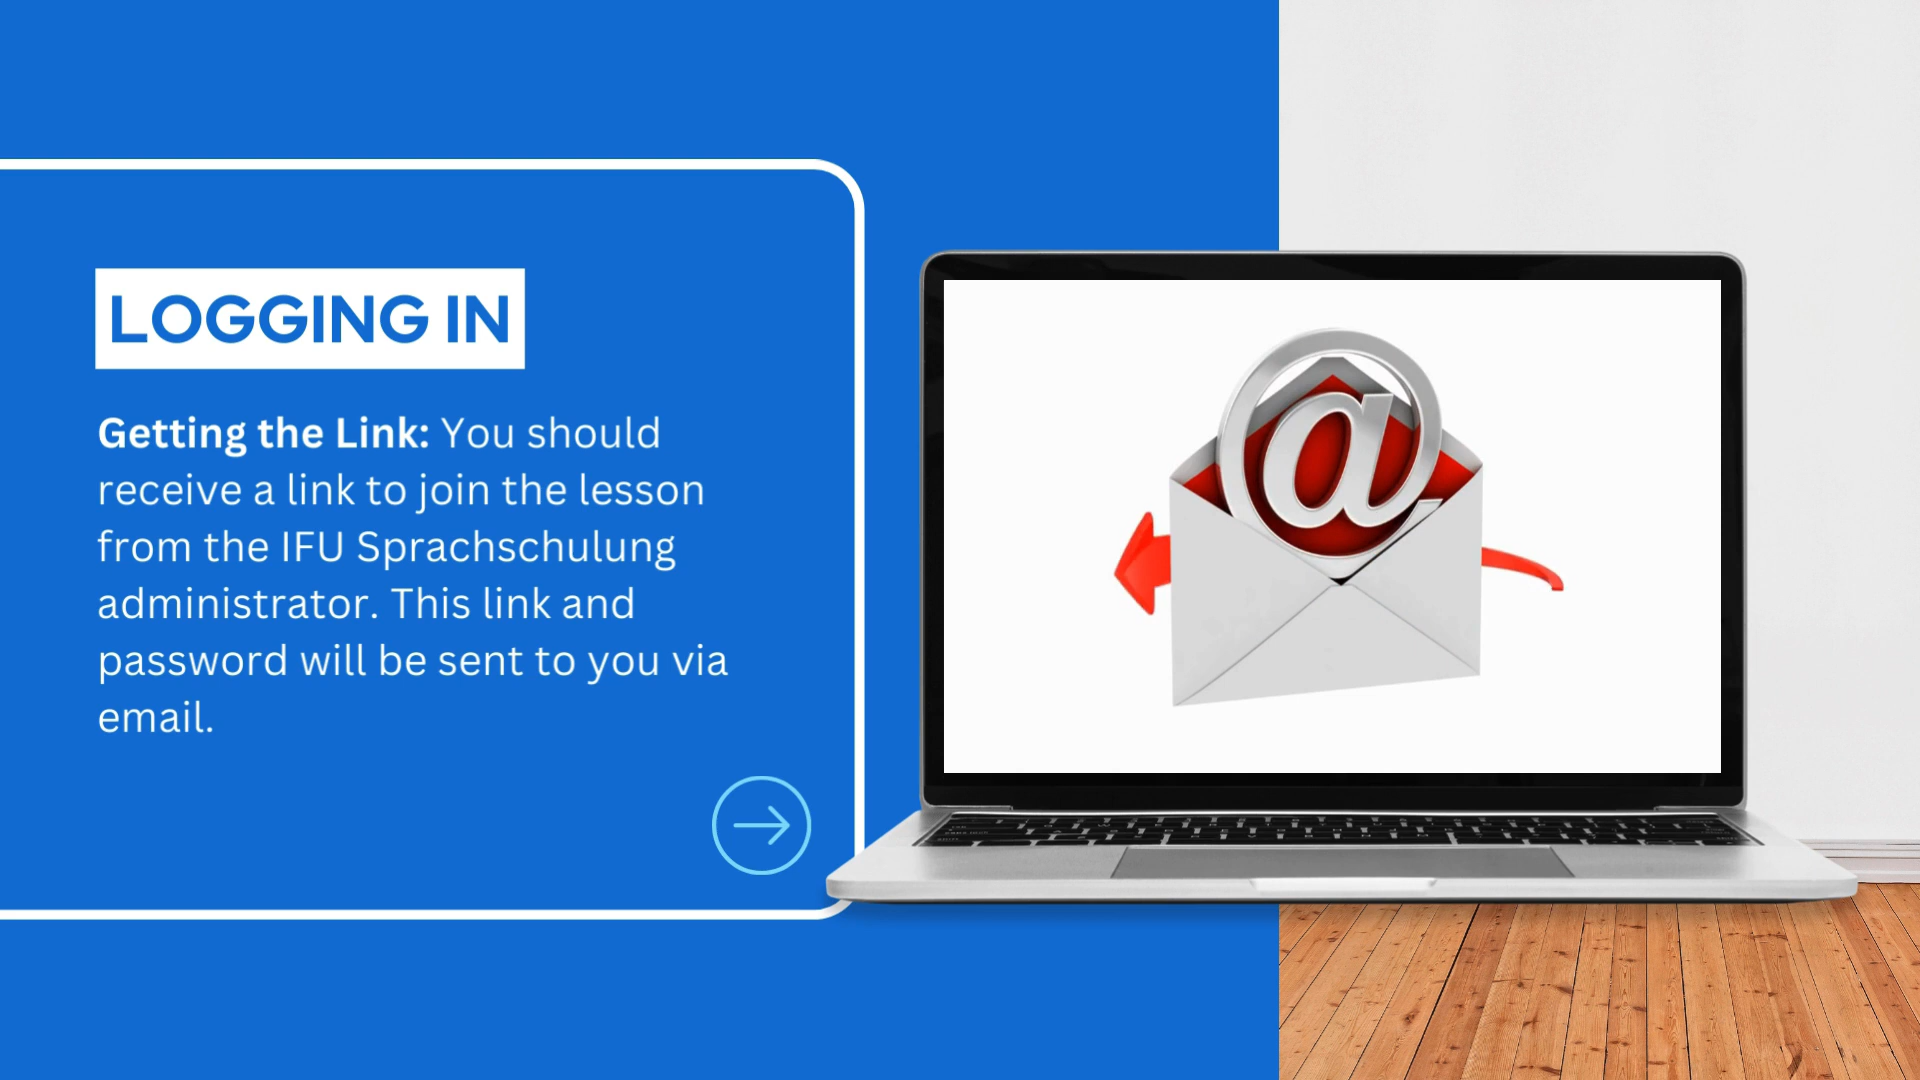 LOGGING IN
Getting the Link: You should
receive a link to join the lesson
from the IFU Sprachschulung
administrator. This link and
password will be sent to you via
email.
@